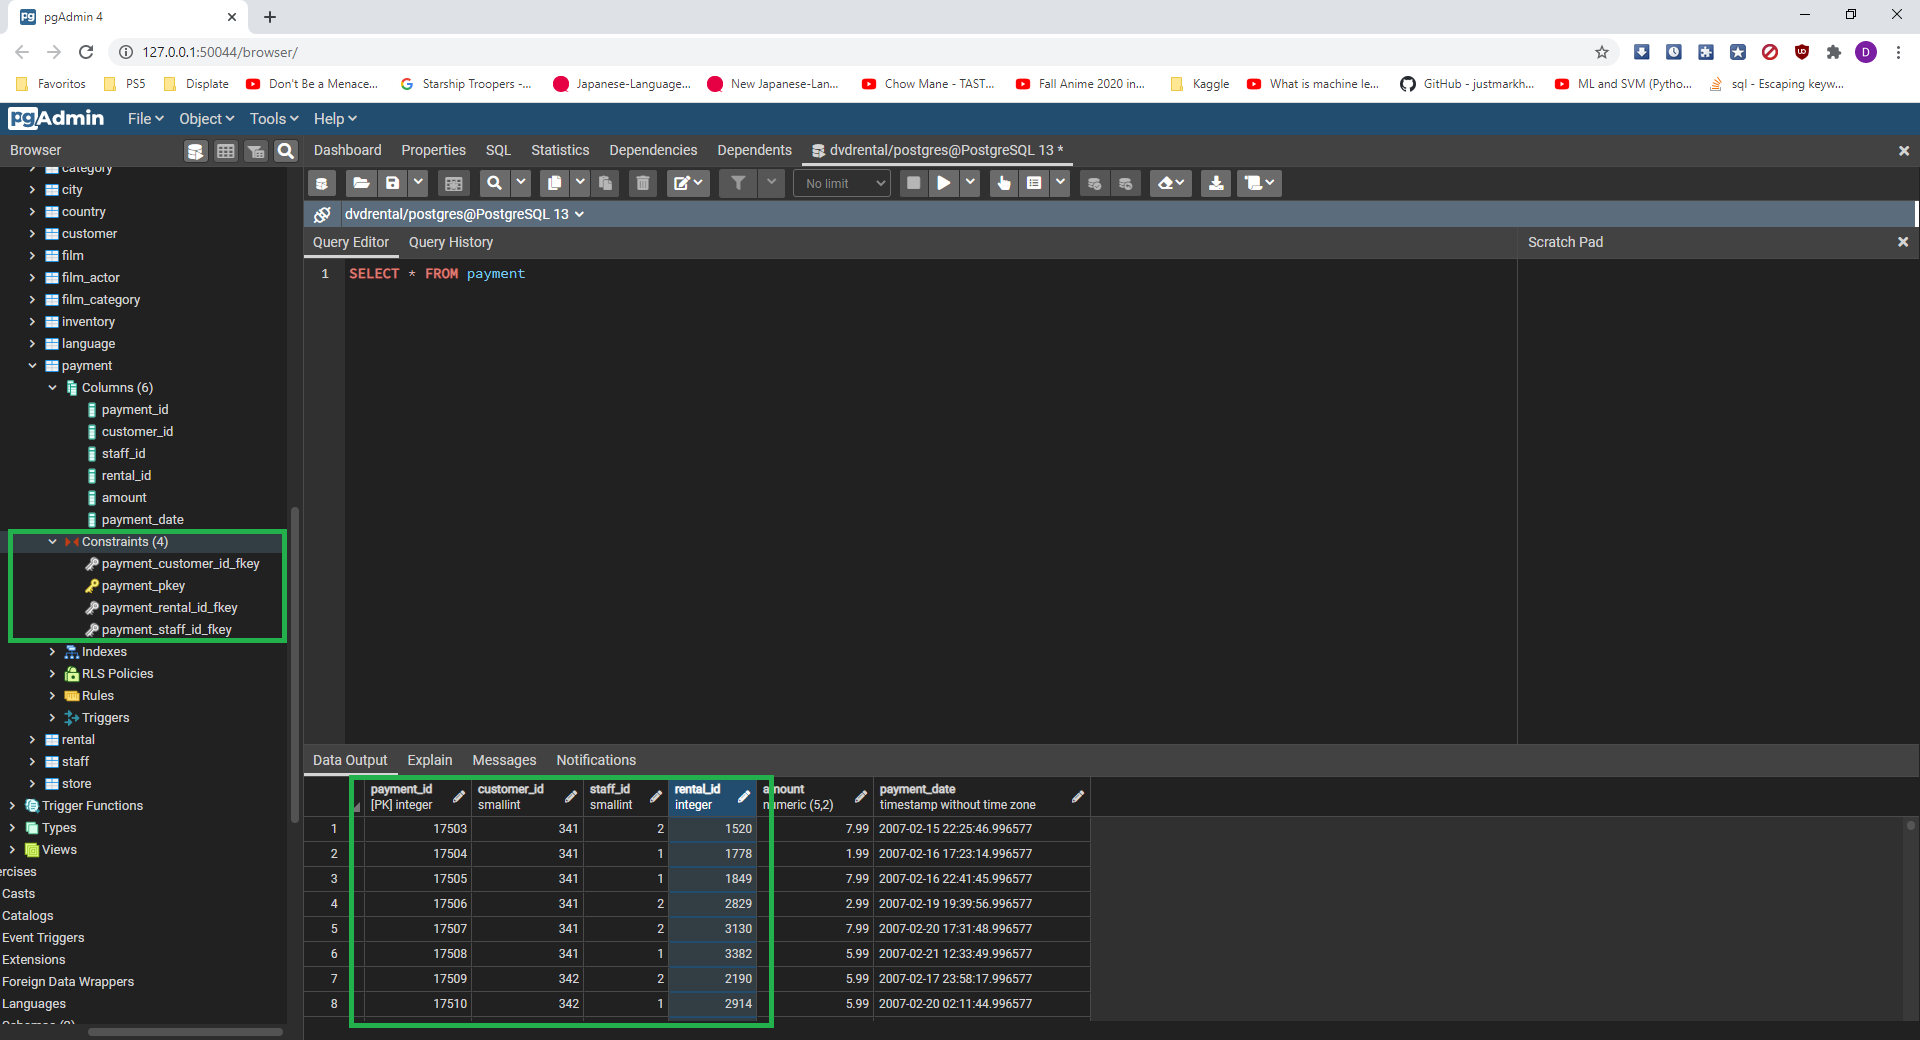 pgAdmin 4
127.0.0.1:50044/browser/
Favoritos PS5 Displate Don't Be a Menace... Starship Troopers -... Japanese-Language... New Japanese-Lan... Chow Mane - TAST... Fall Anime 2020 in... Kaggle What is machine le... GitHub - justmarkh... ML and SVM (Pytho... sql - Escaping keyw...
pgAdmin File Object Tools Help
Browser
Dashboard Properties SQL Statistics Dependencies Dependents dvdrental/postgres@PostgreSQL 13 *
No limit
dvdrental/postgres@PostgreSQL 13
Query Editor Query History
Scratch Pad
1 SELECT * FROM payment
category
city
country
customer
film
film_actor
film_category
inventory
language
payment
Columns (6)
payment_id
customer_id
staff_id
rental_id
amount
payment_date
Constraints (4)
payment_customer_id_fkey
payment_pkey
payment_rental_id_fkey
payment_staff_id_fkey
Indexes
RLS Policies
Rules
Triggers
rental
staff
store
Trigger Functions
Types
Views
ercises
Casts
Catalogs
Event Triggers
Extensions
Foreign Data Wrappers
Languages
Data Output Explain Messages Notifications
payment_id customer_id staff_id rental_id amount payment_date
[PK] integer smallint smallint integer numeric (5,2) timestamp without time zone
1 17503 341 2 1520 7.99 2007-02-15 22:25:46.996577
2 17504 341 1 1778 1.99 2007-02-16 17:23:14.996577
3 17505 341 1 1849 7.99 2007-02-16 22:41:45.996577
4 17506 341 2 2829 2.99 2007-02-19 19:39:56.996577
5 17507 341 2 3130 7.99 2007-02-20 17:31:48.996577
6 17508 341 1 3382 5.99 2007-02-21 12:33:49.996577
7 17509 342 2 2190 5.99 2007-02-17 23:58:17.996577
8 17510 342 1 2914 5.99 2007-02-20 02:11:44.996577